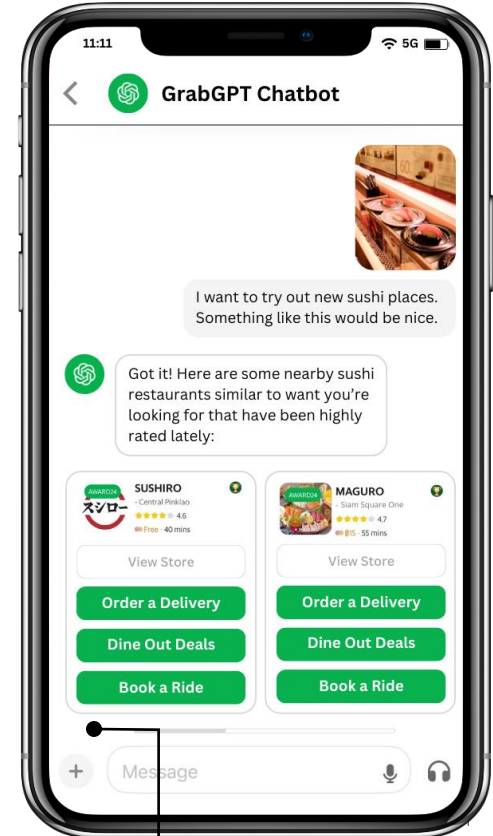 11:11
5G
GrabGPT Chatbot
60
I want to try out new sushi places.
Something like this would be nice.
Got it! Here are some nearby sushi
restaurants similar to want you're
looking for that have been highly
rated lately:
AWARD24
スシロー
SUSHIRO
- Central Pinklao
4.6
Free · 40 mins
View Store
Order a Delivery
Dine Out Deals
Book a Ride
AWARD24
MAGURO
- Siam Square One
4.7
฿15 · 55 mins
View Store
Order a Delivery
Dine Out Deals
Book a Ride
Message